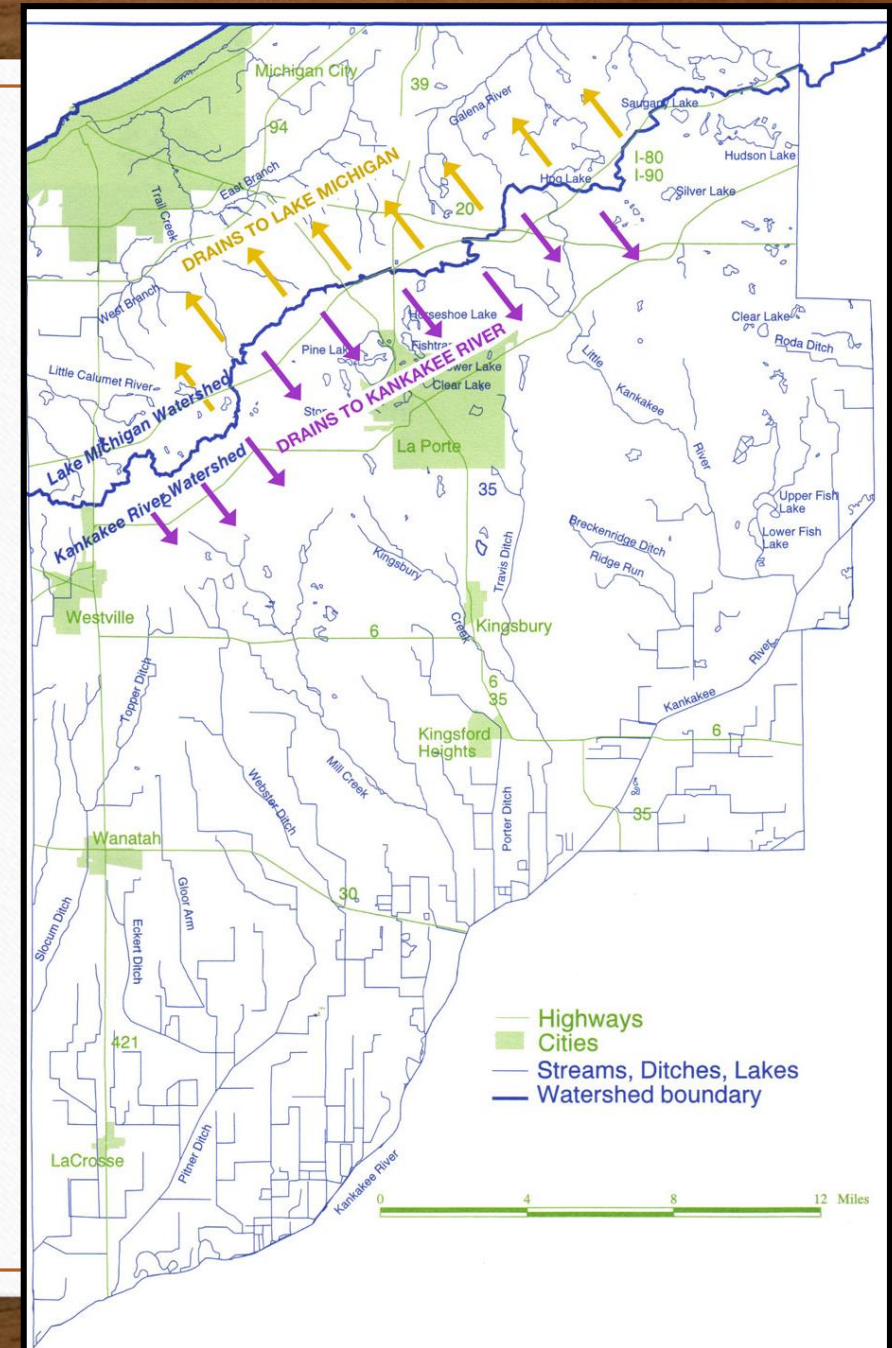 Michigan City
39
Galena River
Saugany Lake
94
Hudson Lake
I-80
I-90
East Branch
Hog Lake
Silver Lake
Trail Creek
20
DRAINS TO LAKE MICHIGAN
West Branch
Horseshoe Lake
Clear Lake
Roda Ditch
Pine Lake
Little Calumet River
Lake Michigan Watershed
Clear Lake
DRAINS TO KANKAKEE RIVER
Little
Kankakee
River
La Porte
Kankakee River Watershed
35
Upper Fish
Lake
Lower Fish
Lake
Breckenridge Ditch
Ridge Run
Travis Ditch
Kingsbury
Creek
Westville
Kingsbury
6
6
35
River
Kankakee
Topper Ditch
Kingsford
Heights
6
Mill Creek
Webster Ditch
Porter Ditch
35
Wanatah
30
Slocum Ditch
Eckert Ditch
Gloor Arm
421
Highways
Cities
Streams, Ditches, Lakes
Watershed boundary
LaCrosse
Pitner Ditch
Kankakee River
0 4 8 12 Miles